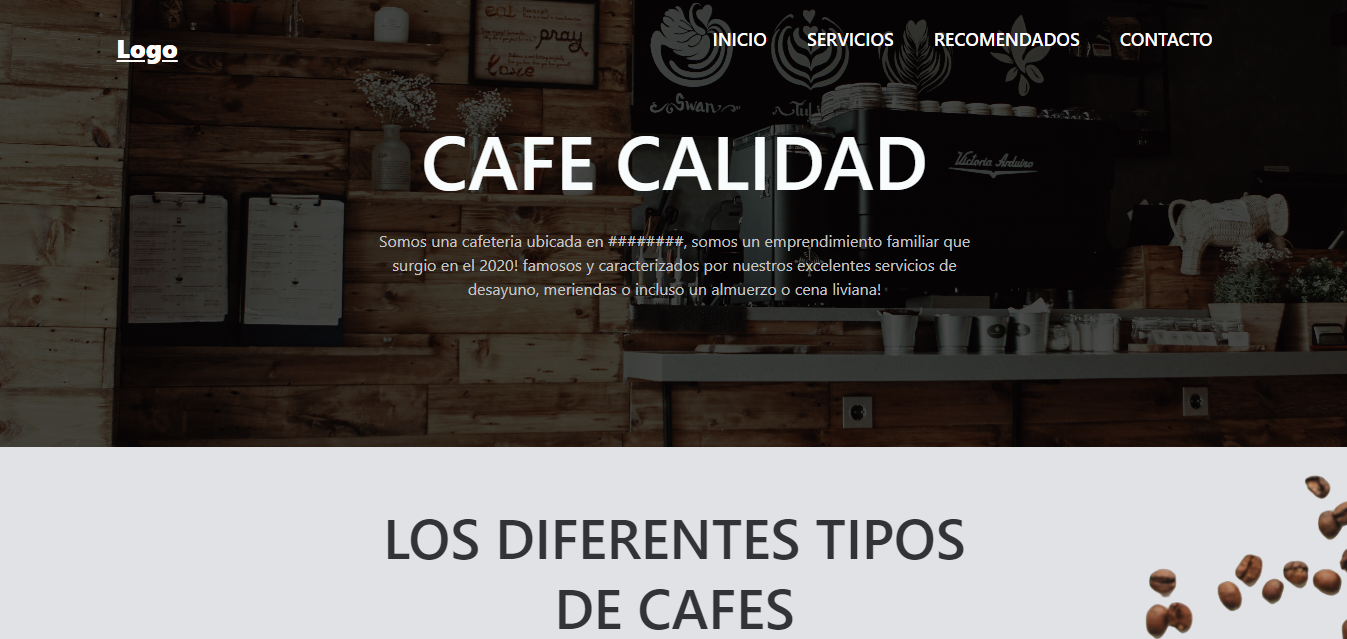 Logo
INICIO SERVICIOS RECOMENDADOS CONTACTO
eat
pray
love
Swan
Victoria Arduino
CAFE CALIDAD
Somos una cafeteria ubicada en ########, somos un emprendimiento familiar que
surgio en el 2020! famosos y caracterizados por nuestros excelentes servicios de
desayuno, meriendas o incluso un almuerzo o cena liviana!
LOS DIFERENTES TIPOS
DE CAFES